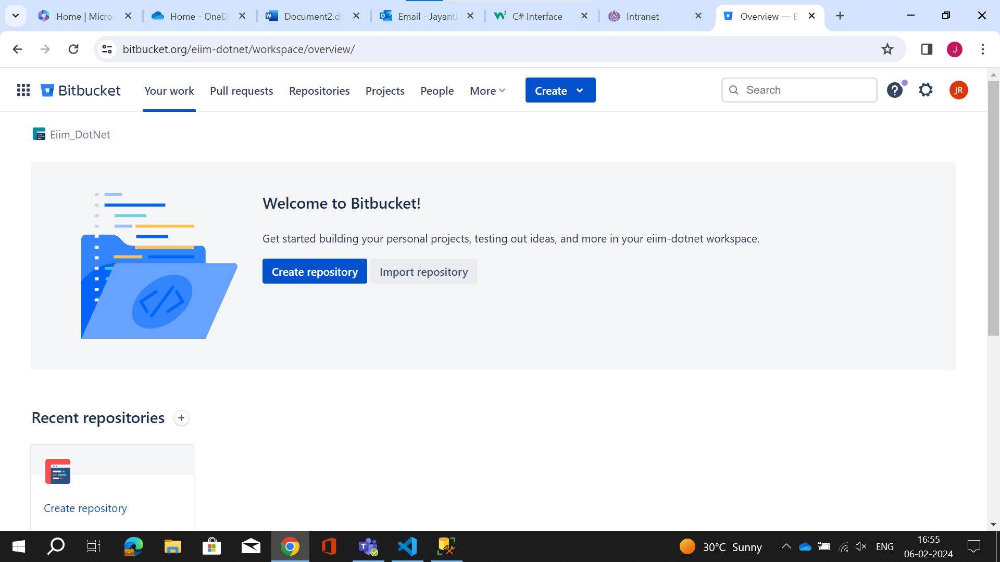 Home | Micros
Home - OneD
Document2.do
Email - Jayant
C# Interface
Intranet
Overview — B
bitbucket.org/eiim-dotnet/workspace/overview/
J
Bitbucket
Your work
Pull requests
Repositories
Projects
People
More
Create
Search
JR
Eiim_DotNet
Welcome to Bitbucket!
Get started building your personal projects, testing out ideas, and more in your eiim-dotnet workspace.
Create repository
Import repository
Recent repositories
Create repository
30°C Sunny
ENG
16:55
06-02-2024